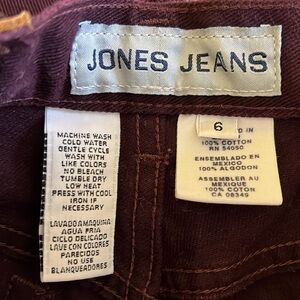 JONES JEANS
MACHINE WASH
COLD WATER
GENTLE CYCLE
WASH WITH
LIKE COLORS
NO BLEACH
TUMBLE DRY
LOW HEAT
PRESS WITH COOL
IRON IF
NECESSARY
LAVADO A MAQUINA
AGUA FRIA
CICLO DELICADO
LAVE CON COLORES
PARECIDOS
NO USE
BLANQUEADORES
6
D IN
100% COTTON
RN 54050
ENSEMBLADO EN
MEXICO
100% ALGODON
ASSEMBLER AU
MEXIQUE
100% COTON
CA 08349